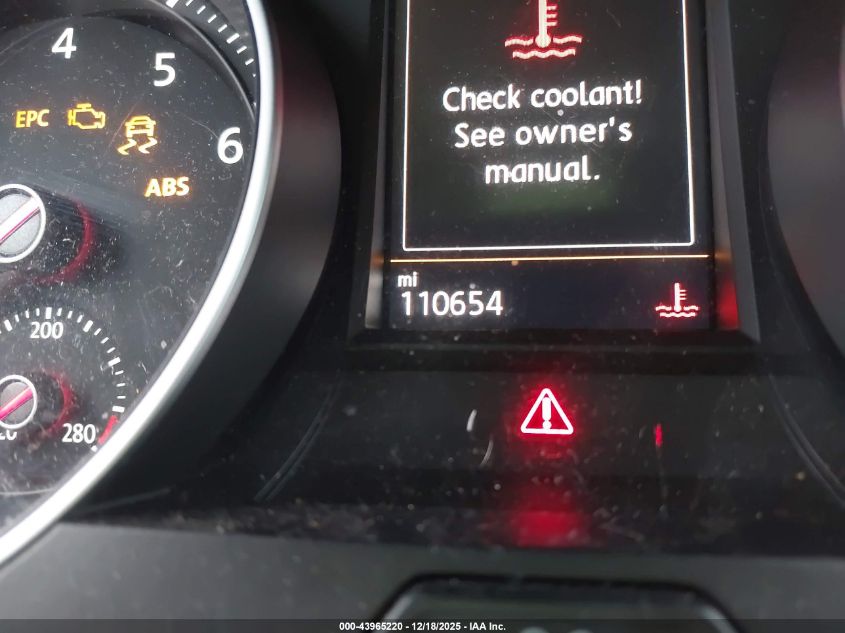 4
5
6
EPC
ABS
200
280
Check coolant!
See owner's
manual.
mi
110654
000-43965220 - 12/18/2025 - IAA Inc.